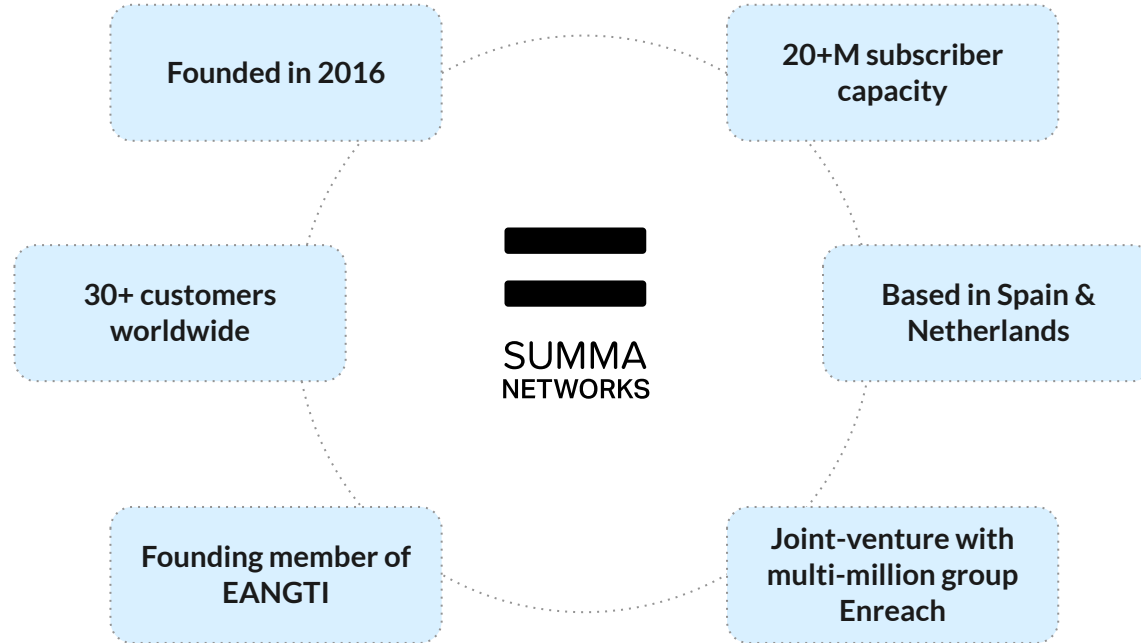 Founded in 2016
20+M subscriber
capacity
30+ customers
worldwide
SUMMA
NETWORKS
Based in Spain &
Netherlands
Founding member of
EANGTI
Joint-venture with
multi-million group
Enreach